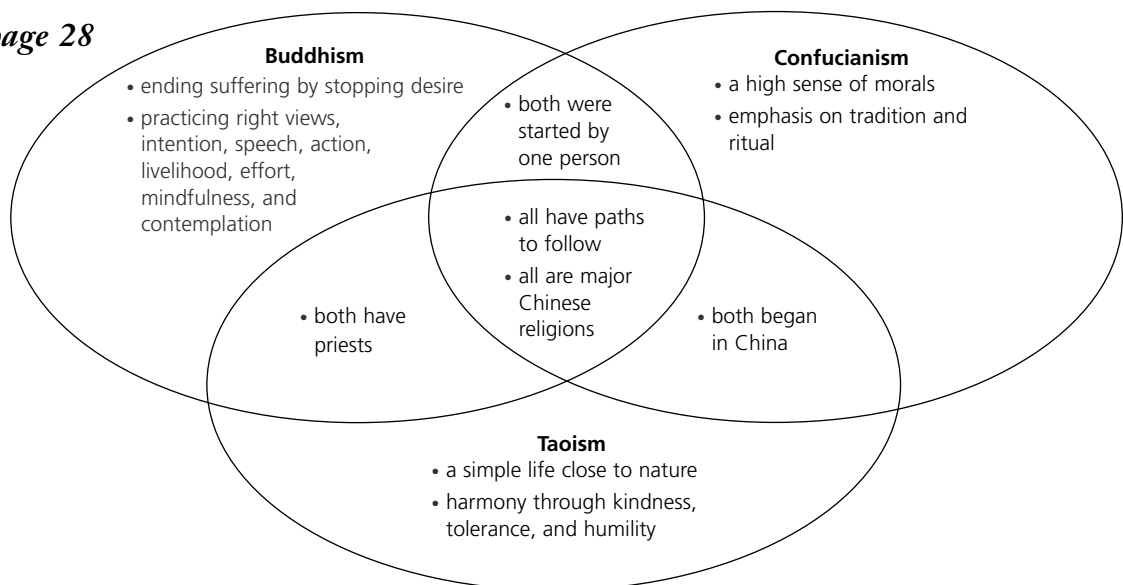 page 28
Buddhism
• ending suffering by stopping desire
• practicing right views,
intention, speech, action,
livelihood, effort,
mindfulness, and
contemplation
• both were
started by
one person
Confucianism
• a high sense of morals
• emphasis on tradition and
ritual
• all have paths
to follow
• all are major
Chinese
religions
• both have
priests
• both began
in China
Taoism
• a simple life close to nature
• harmony through kindness,
tolerance, and humility